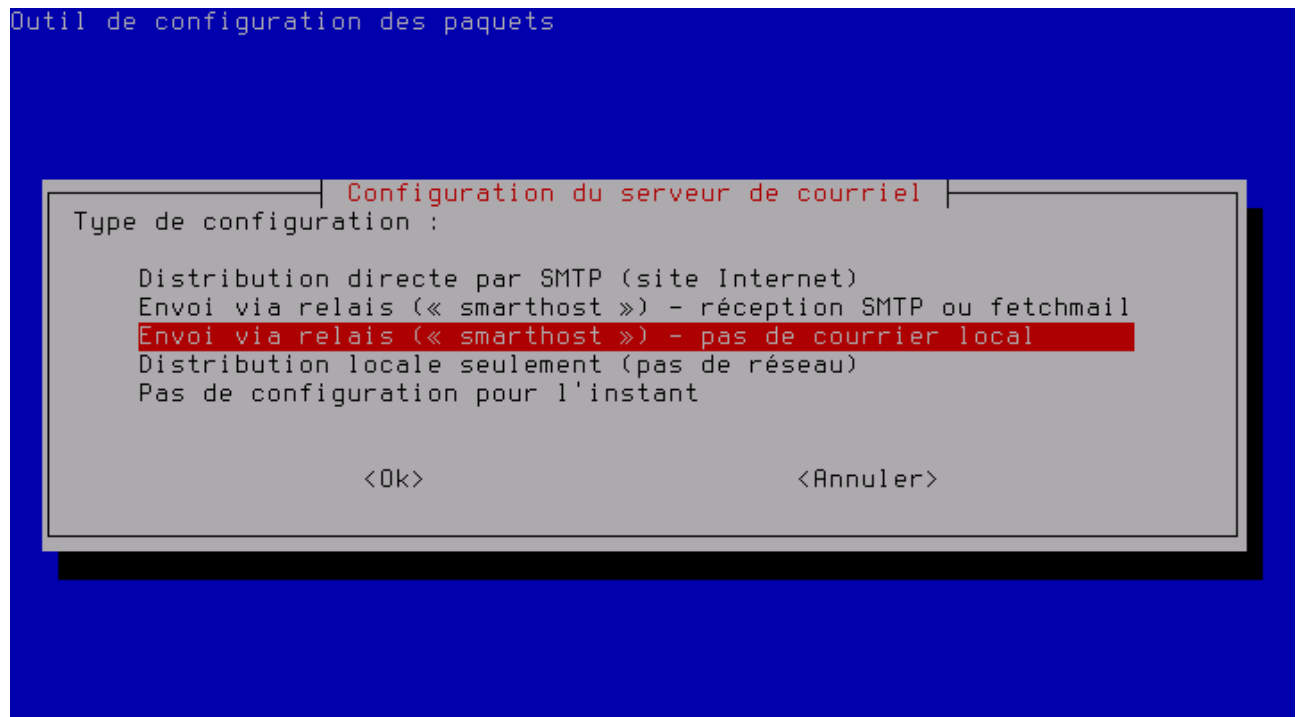 Outil de configuration des paquets
Configuration du serveur de courriel
Type de configuration :
Distribution directe par SMTP (site Internet)
Envoi via relais (« smarthost ») - réception SMTP ou fetchmail
Envoi via relais (« smarthost ») - pas de courrier local
Distribution locale seulement (pas de réseau)
Pas de configuration pour l'instant
<Ok> <Annuler>